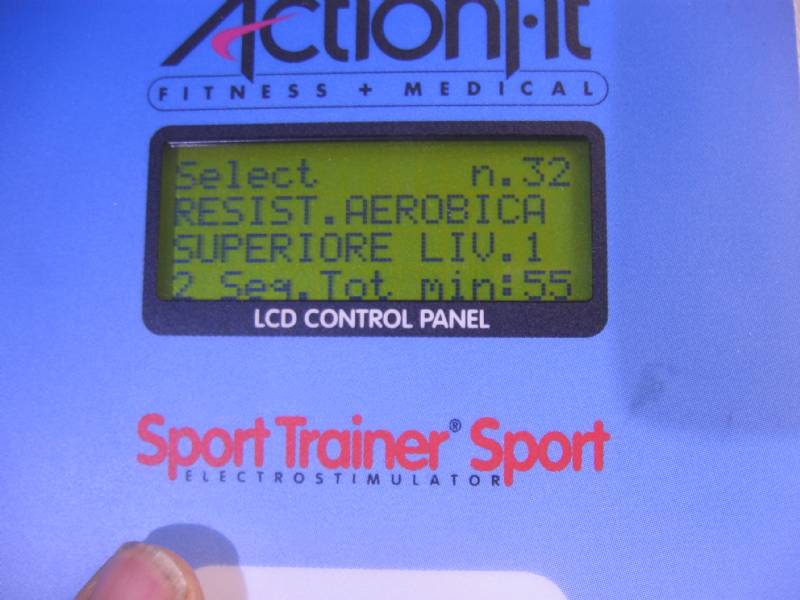 ActionFit
FITNESS + MEDICAL
Select n.32
RESIST.AEROBICA
SUPERIORE LIV.1
2 Seq.Tot min:55
LCD CONTROL PANEL
Sport Trainer® Sport
ELECTROSTIMULATOR